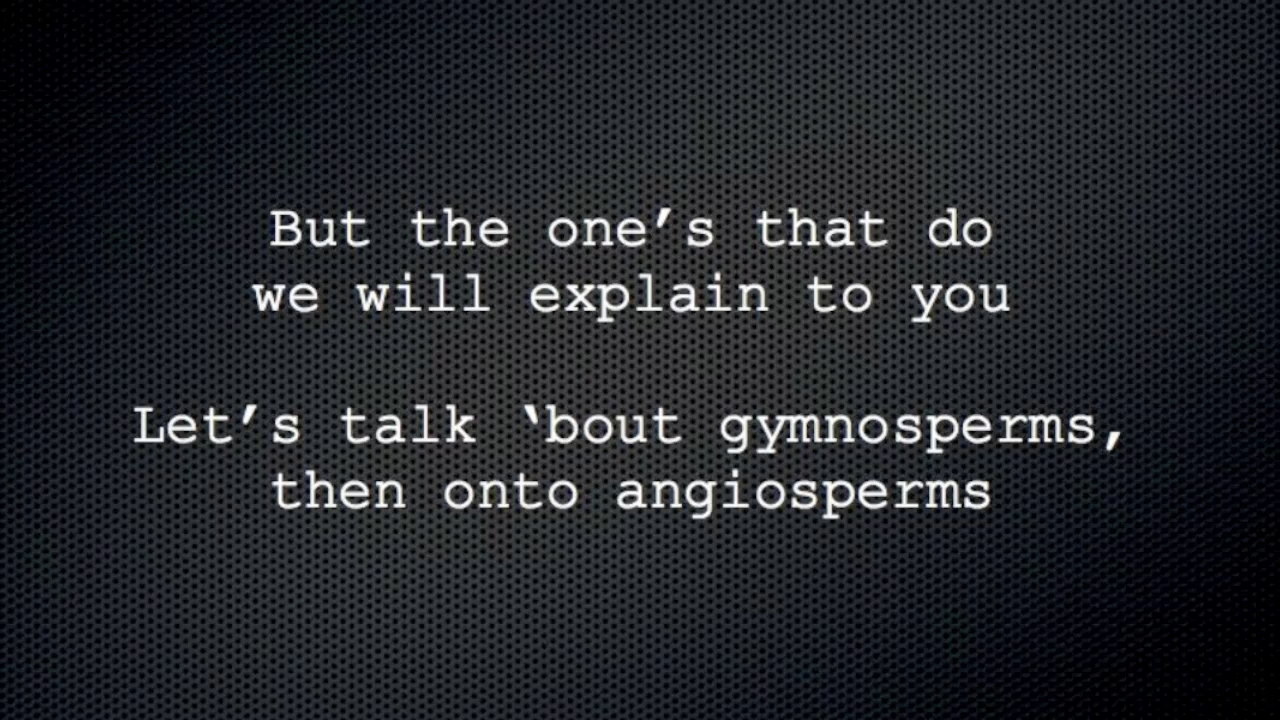 But the one’s that do
we will explain to you
Let’s talk ‘bout gymnosperms,
then onto angiosperms